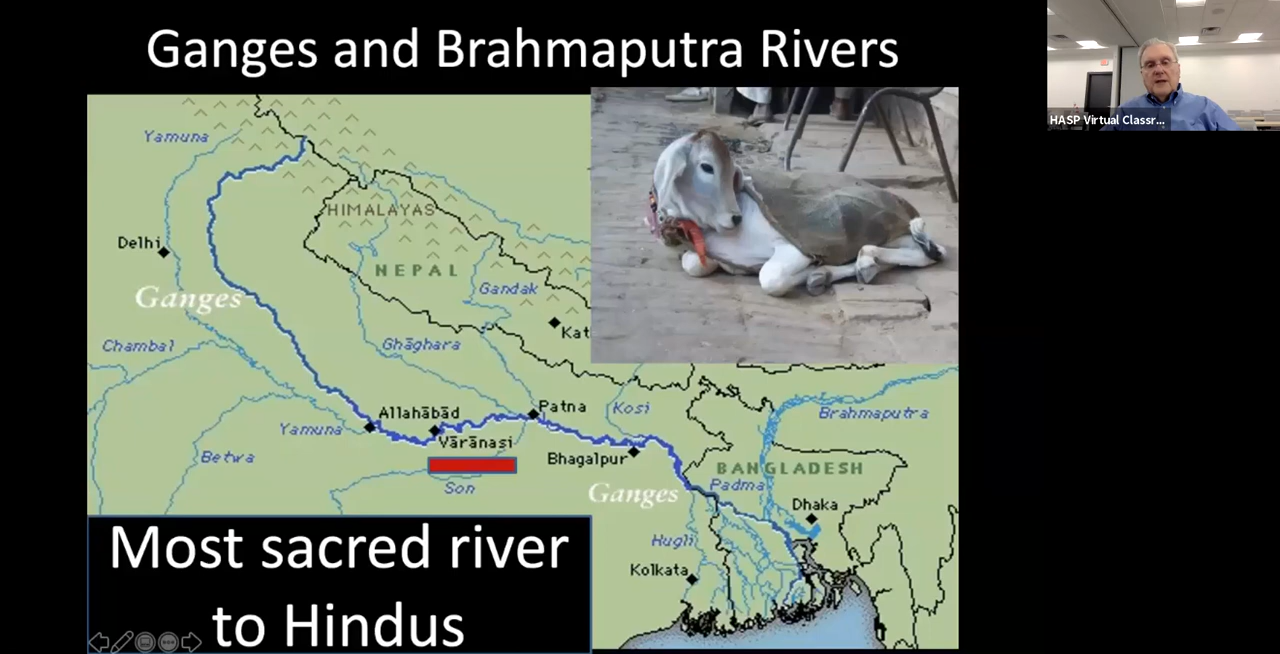 Ganges and Brahmaputra Rivers
HASP Virtual Classr...
Yamuna
HIMALAYAS
Delhi
NEPAL
Ganges
Gandak
Kat
Chambal
Ghāghara
Allahābād
Patna
Kosi
Brahmaputra
Yamuna
Vārānasi
Betwa
Bhagalpur
BANGLADESH
Son
Ganges
Padma
Dhaka
Hugli
Kolkata
Most sacred river
to Hindus